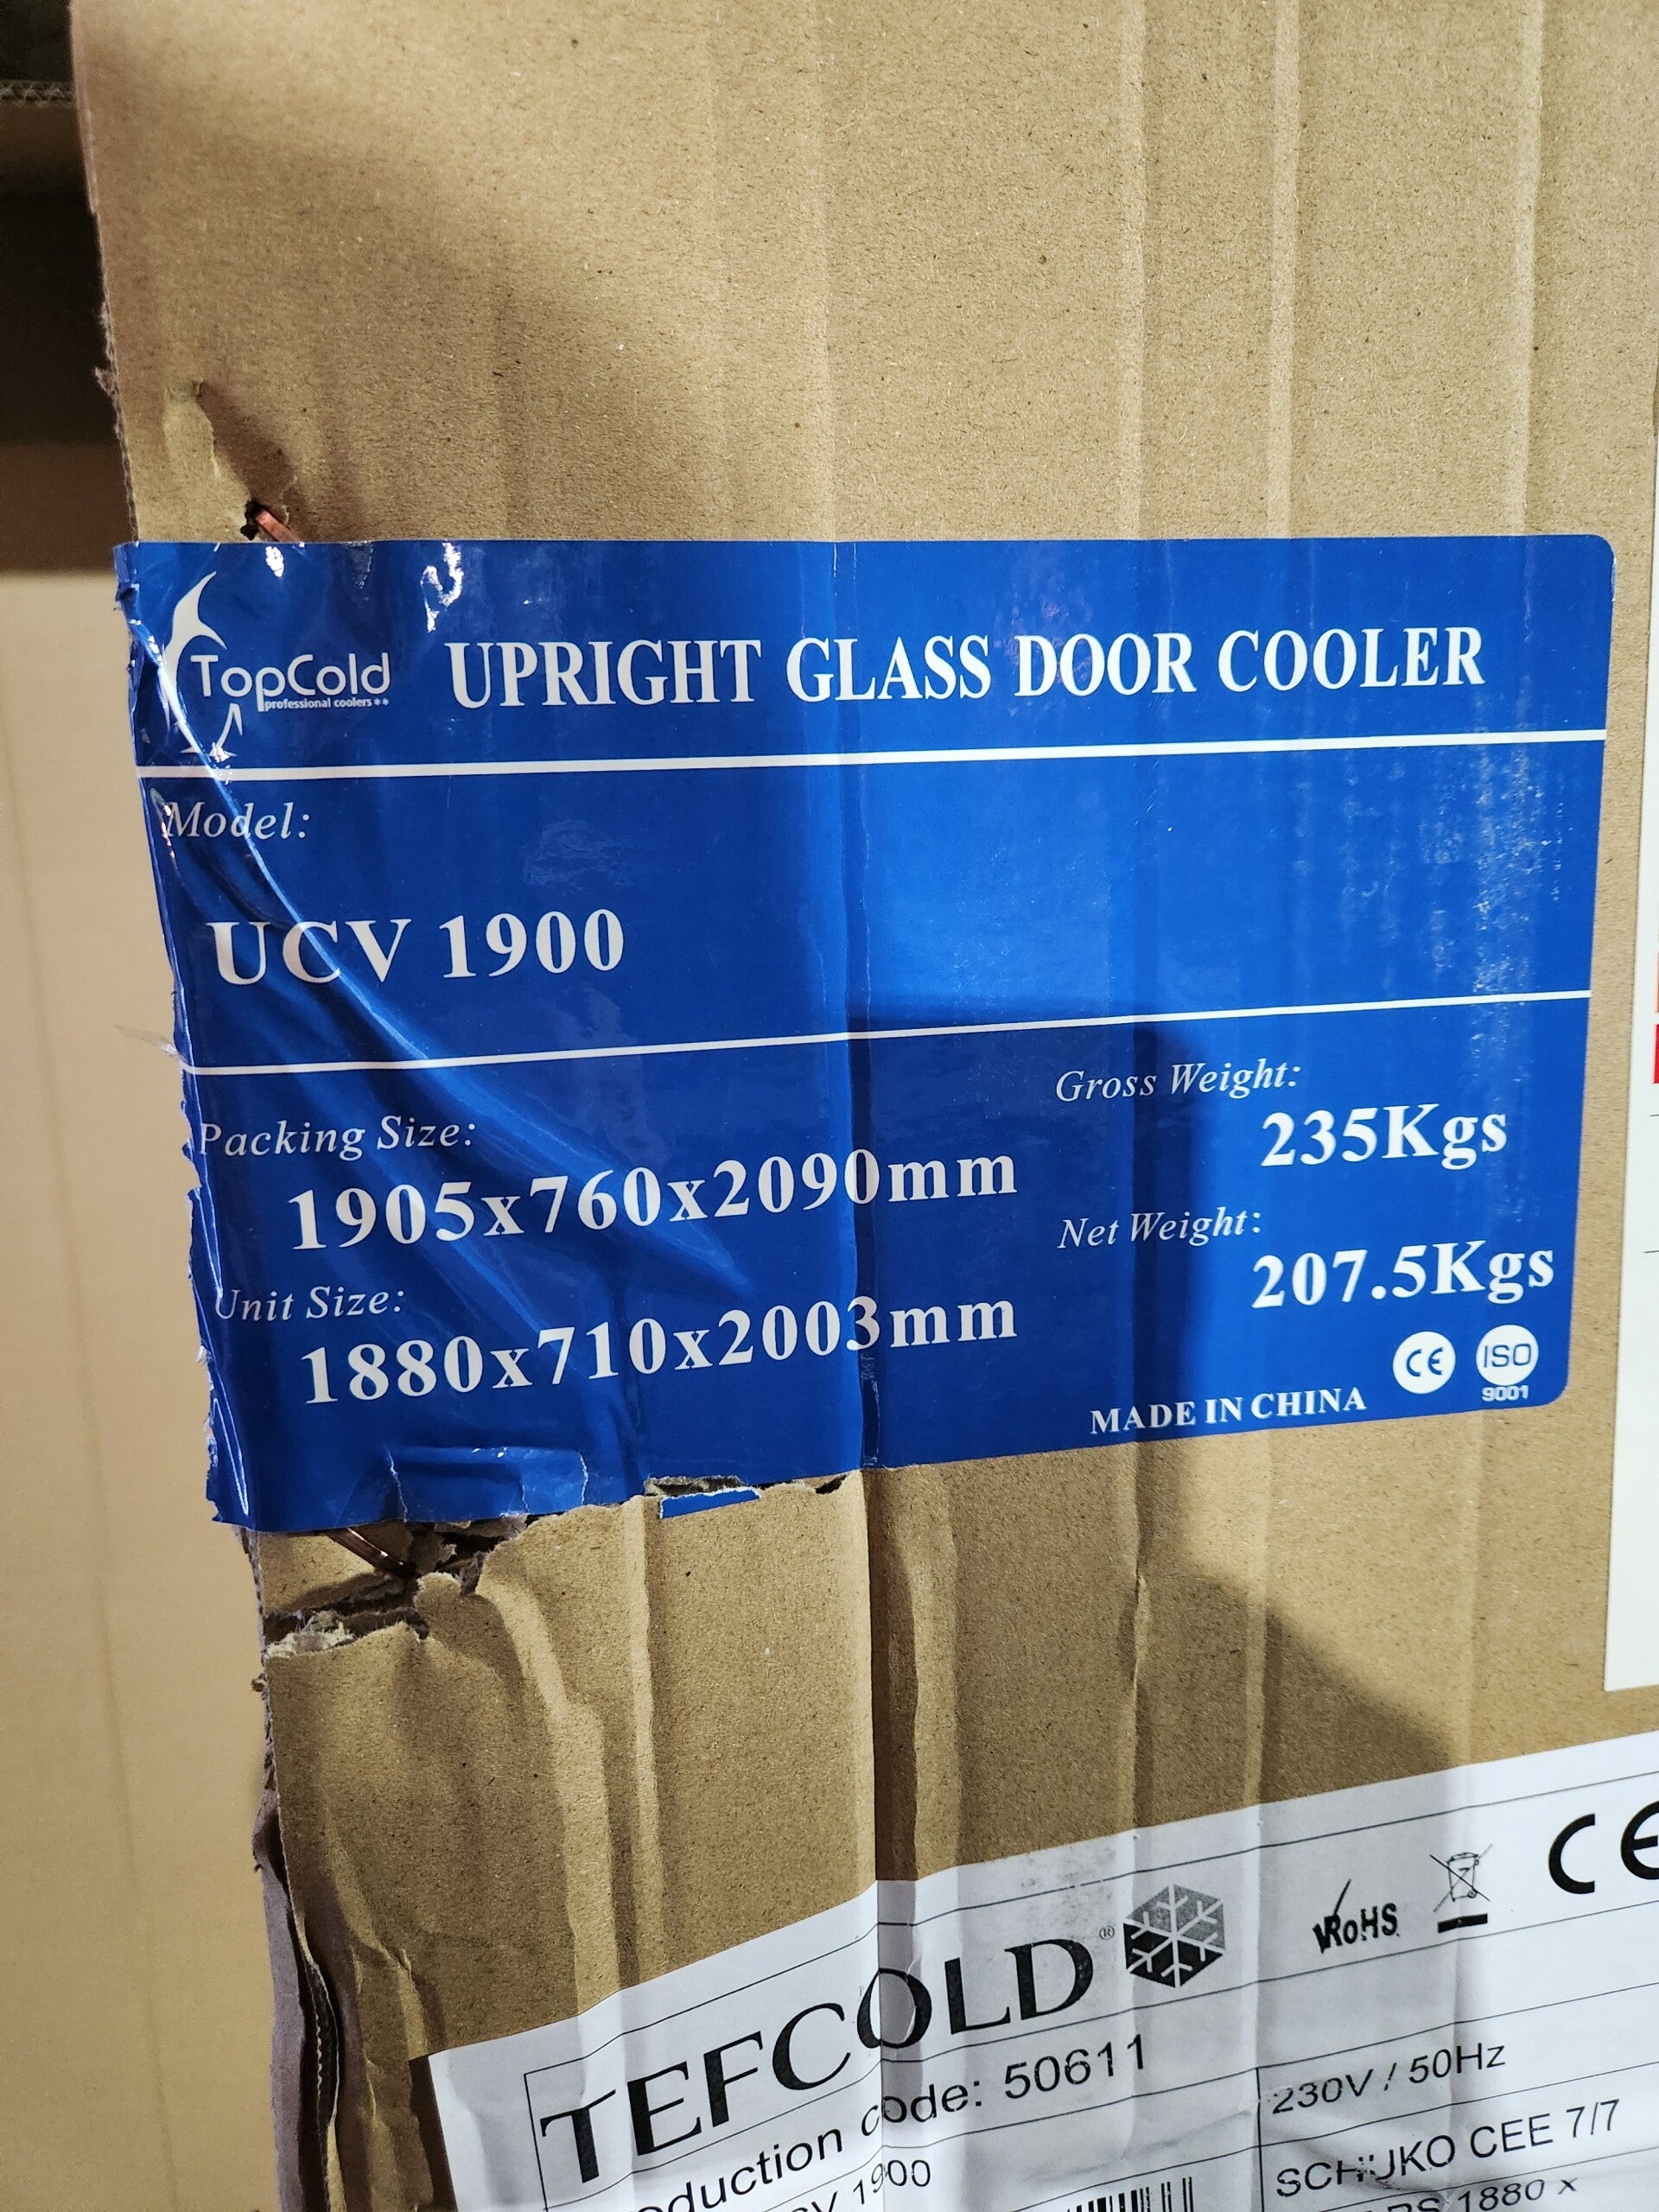 TopCold
professional coolers**
UPRIGHT GLASS DOOR COOLER
Model:
UCV 1900
Packing Size:
1905x760x2090mm
Unit Size:
1880x710x2003mm
Gross Weight:
235Kgs
Net Weight:
207.5Kgs
MADE IN CHINA
CE
ISO
9001
TEFCOLD®
RoHS
CE
oduction code: 50611
230V / 50Hz
1900
SCHUKO CEE 7/7
1880 x